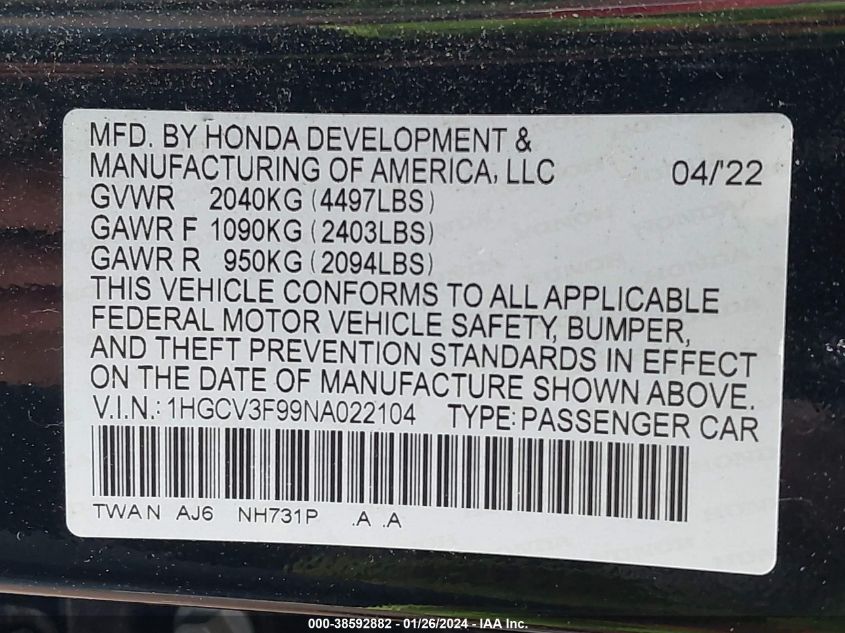 MFD. BY HONDA DEVELOPMENT &
MANUFACTURING OF AMERICA, LLC 04/'22
GVWR 2040KG (4497LBS)
GAWR F 1090KG (2403LBS)
GAWR R 950KG (2094LBS)
THIS VEHICLE CONFORMS TO ALL APPLICABLE
FEDERAL MOTOR VEHICLE SAFETY, BUMPER,
AND THEFT PREVENTION STANDARDS IN EFFECT
ON THE DATE OF MANUFACTURE SHOWN ABOVE.
V.I.N.: 1HGCV3F99NA022104 TYPE: PASSENGER CAR
TWA N AJ6 NH731P .A .A
000-38592882 - 01/26/2024 - IAA Inc.